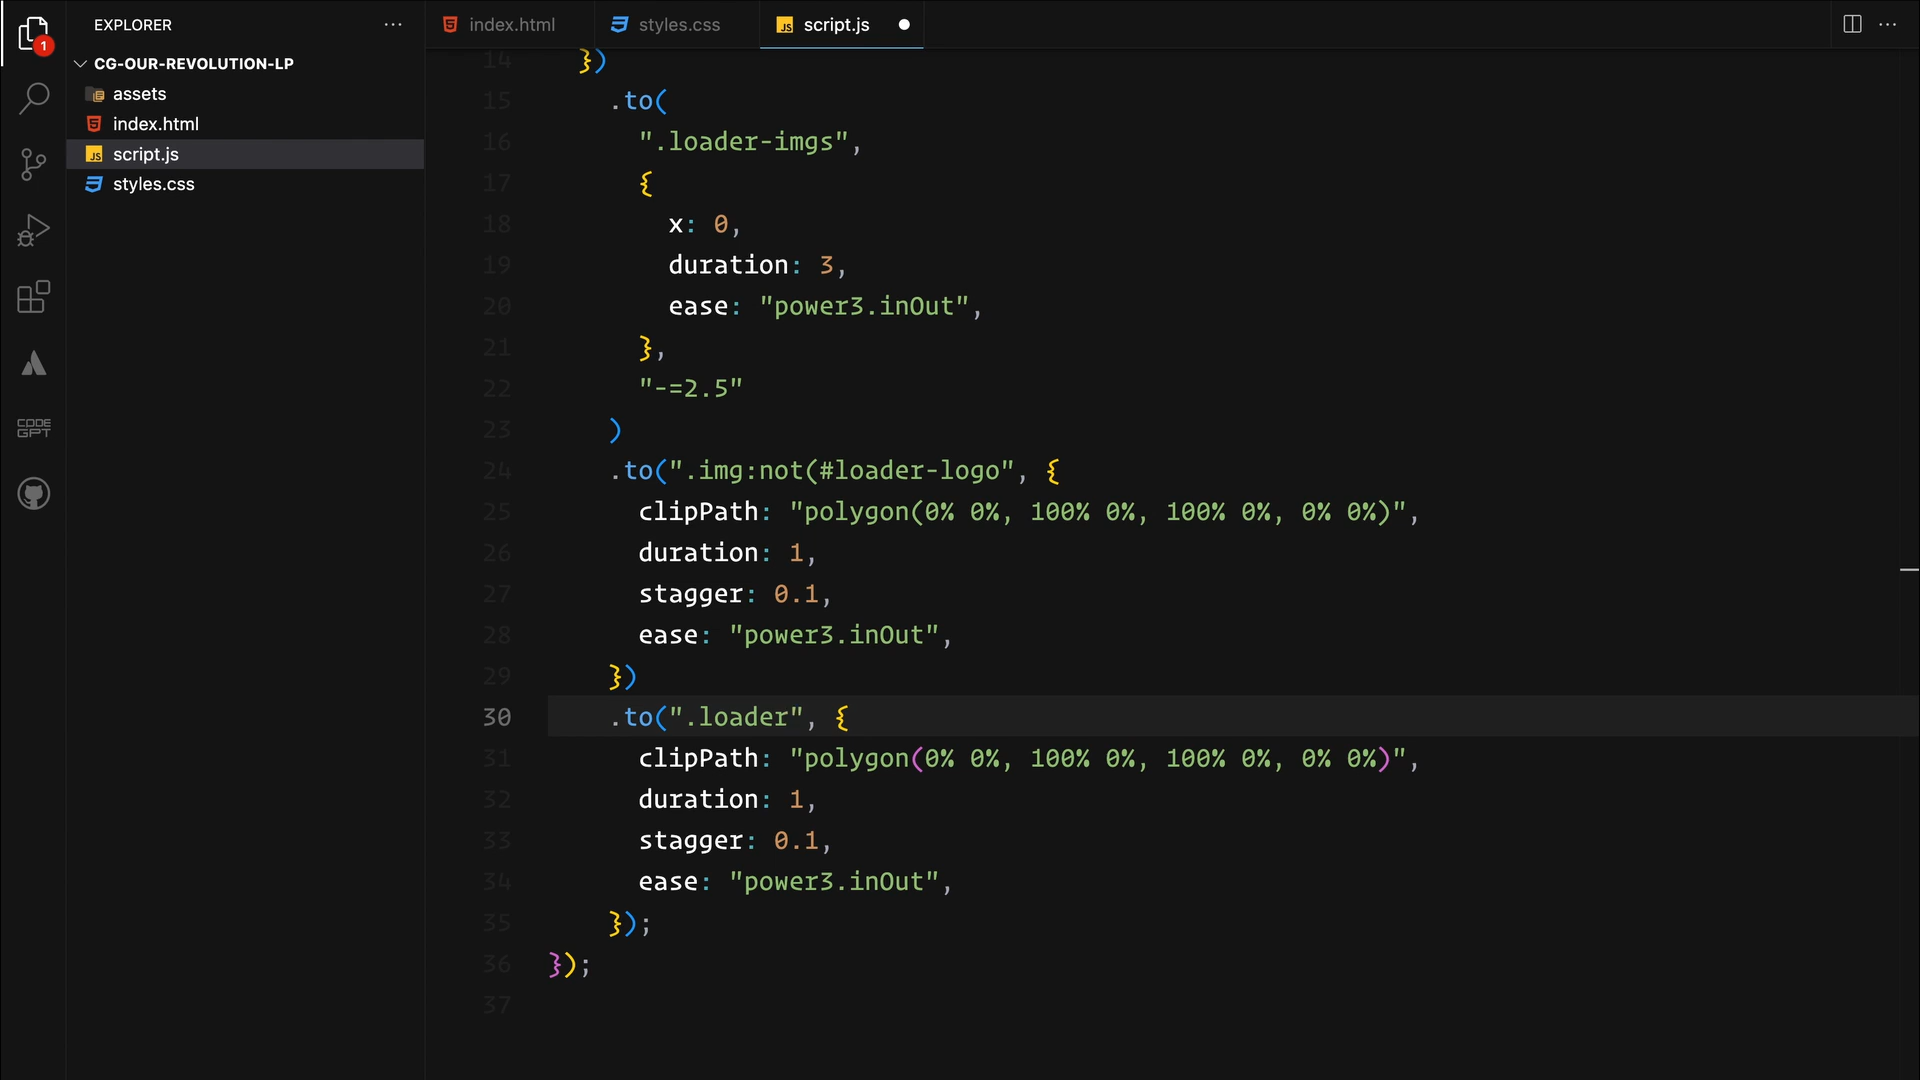 EXPLORER
index.html
styles.css
JS script.js
1
CG-OUR-REVOLUTION-LP
assets
index.html
JS script.js
styles.css
CODE
GPT
14 })
15 .to(
16 ".loader-imgs",
17 {
18 x: 0,
19 duration: 3,
20 ease: "power3.inOut",
21 },
22 "-=2.5"
23 )
24 .to(".img:not(#loader-logo", {
25 clipPath: "polygon(0% 0%, 100% 0%, 100% 0%, 0% 0%)",
26 duration: 1,
27 stagger: 0.1,
28 ease: "power3.inOut",
29 })
30 .to(".loader", {
31 clipPath: "polygon(0% 0%, 100% 0%, 100% 0%, 0% 0%)",
32 duration: 1,
33 stagger: 0.1,
34 ease: "power3.inOut",
35 });
36 });
37